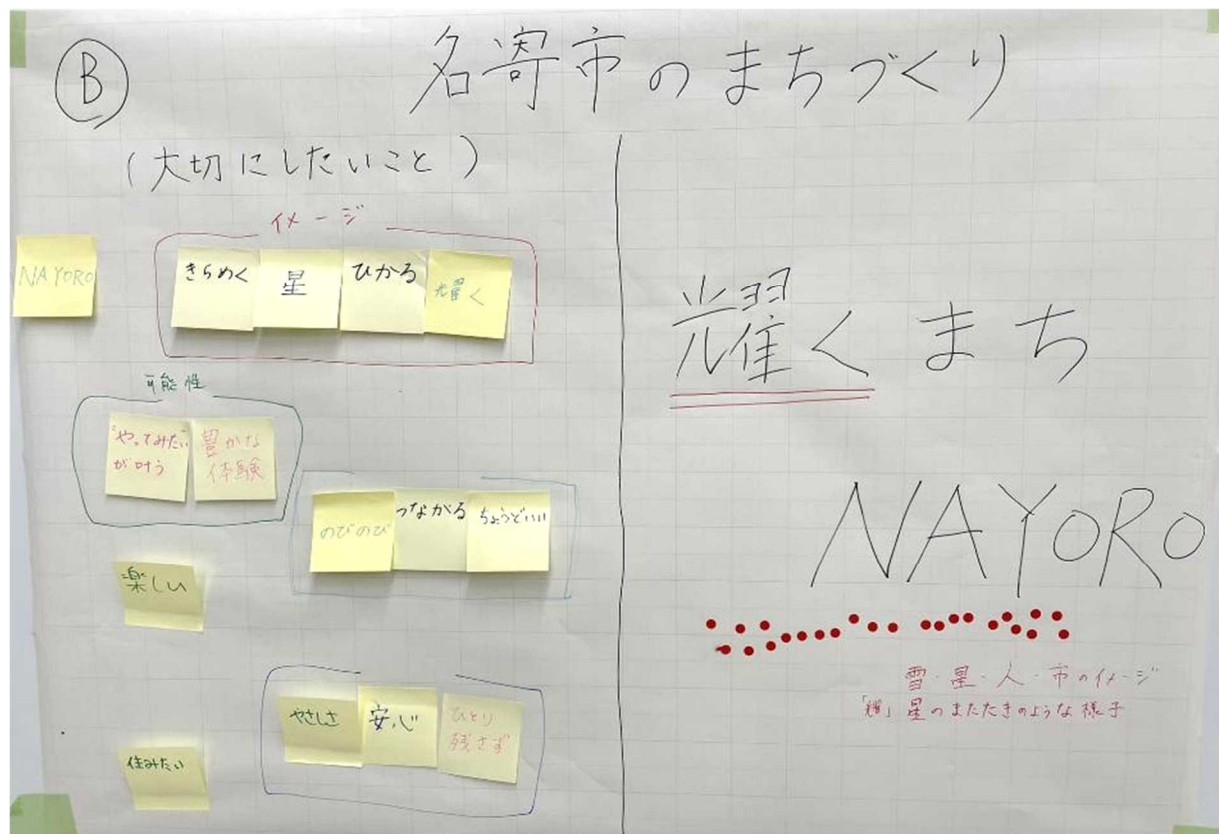 B
名寄市のまちづくり
(大切にしたいこと)
イメージ
NAYORO
きらめく
星
ひかる
耀く
可能性
"やってみたい"
が叶う
豊かな
体験
のびのび
つながる
ちょうどいい
楽しい
やさしさ
安心
ひとり
残さず
住みたい
耀くまち
NAYORO
雪・星・人・市のイメージ
「耀」星のまたたきのような様子